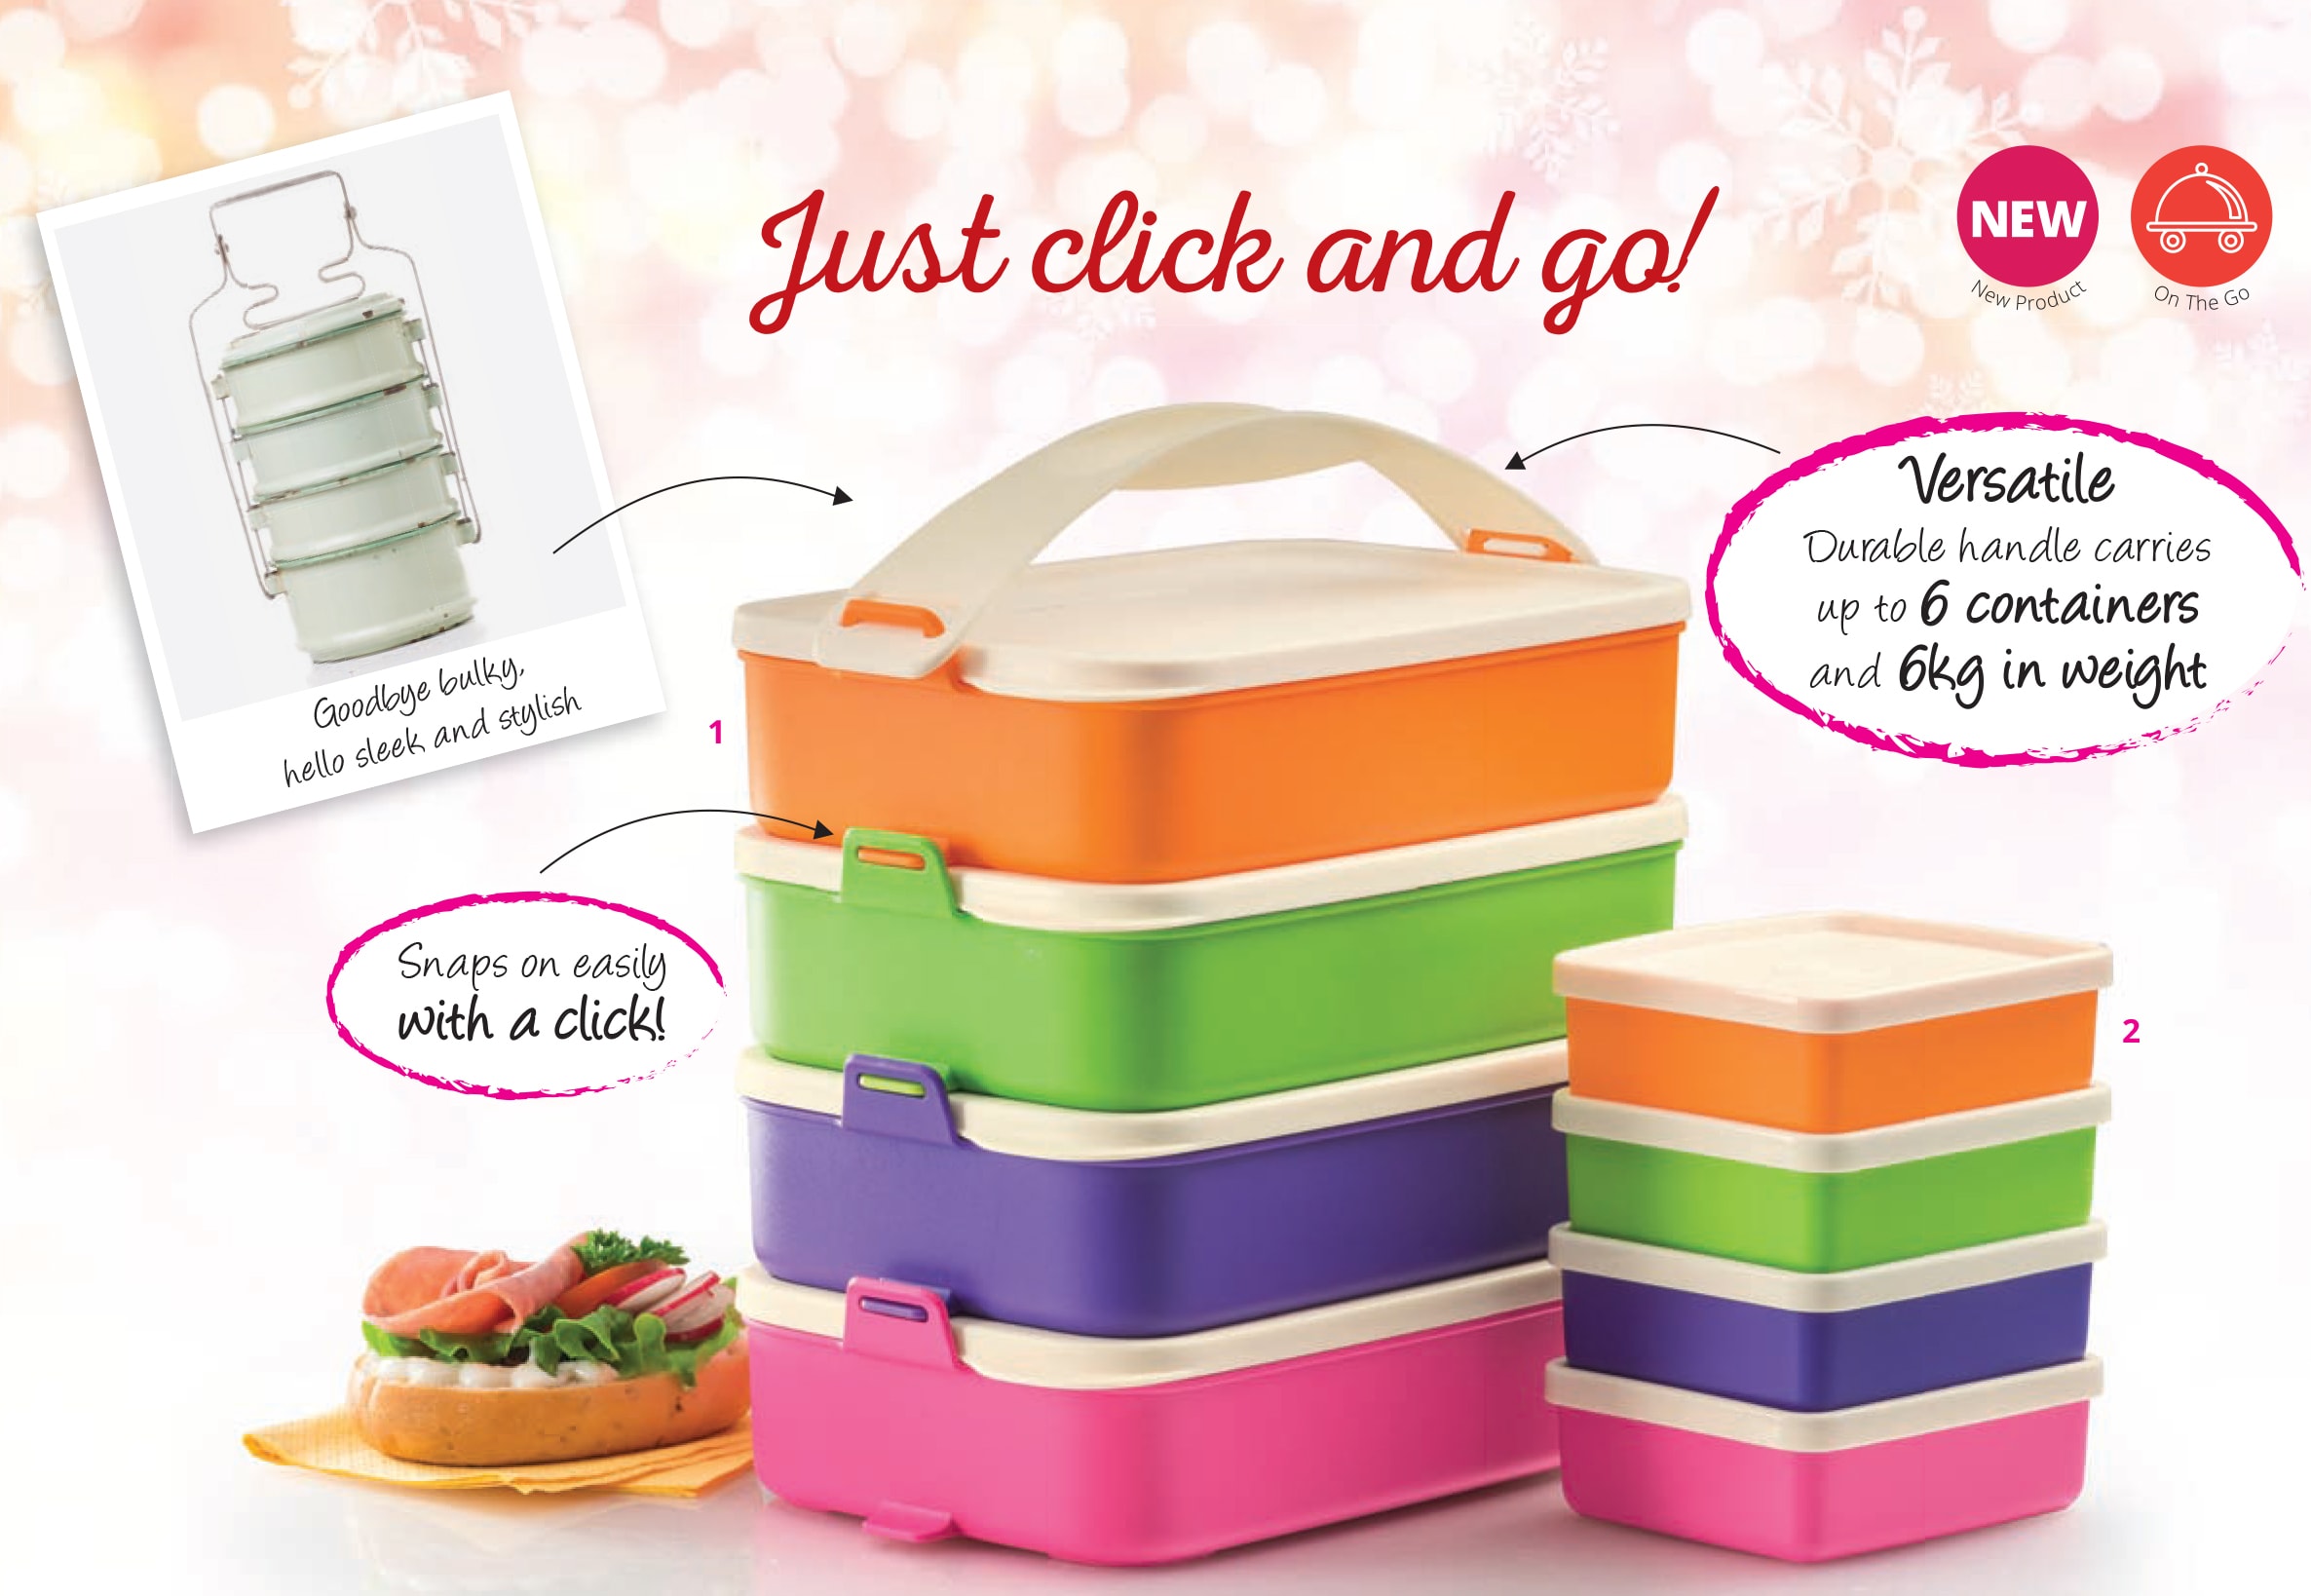 Just click and go!
NEW
New Product
On The Go
Goodbye bulky,
hello sleek and stylish
Versatile
Durable handle carries
up to 6 containers
and 6kg in weight
1
Snaps on easily
with a click!
2